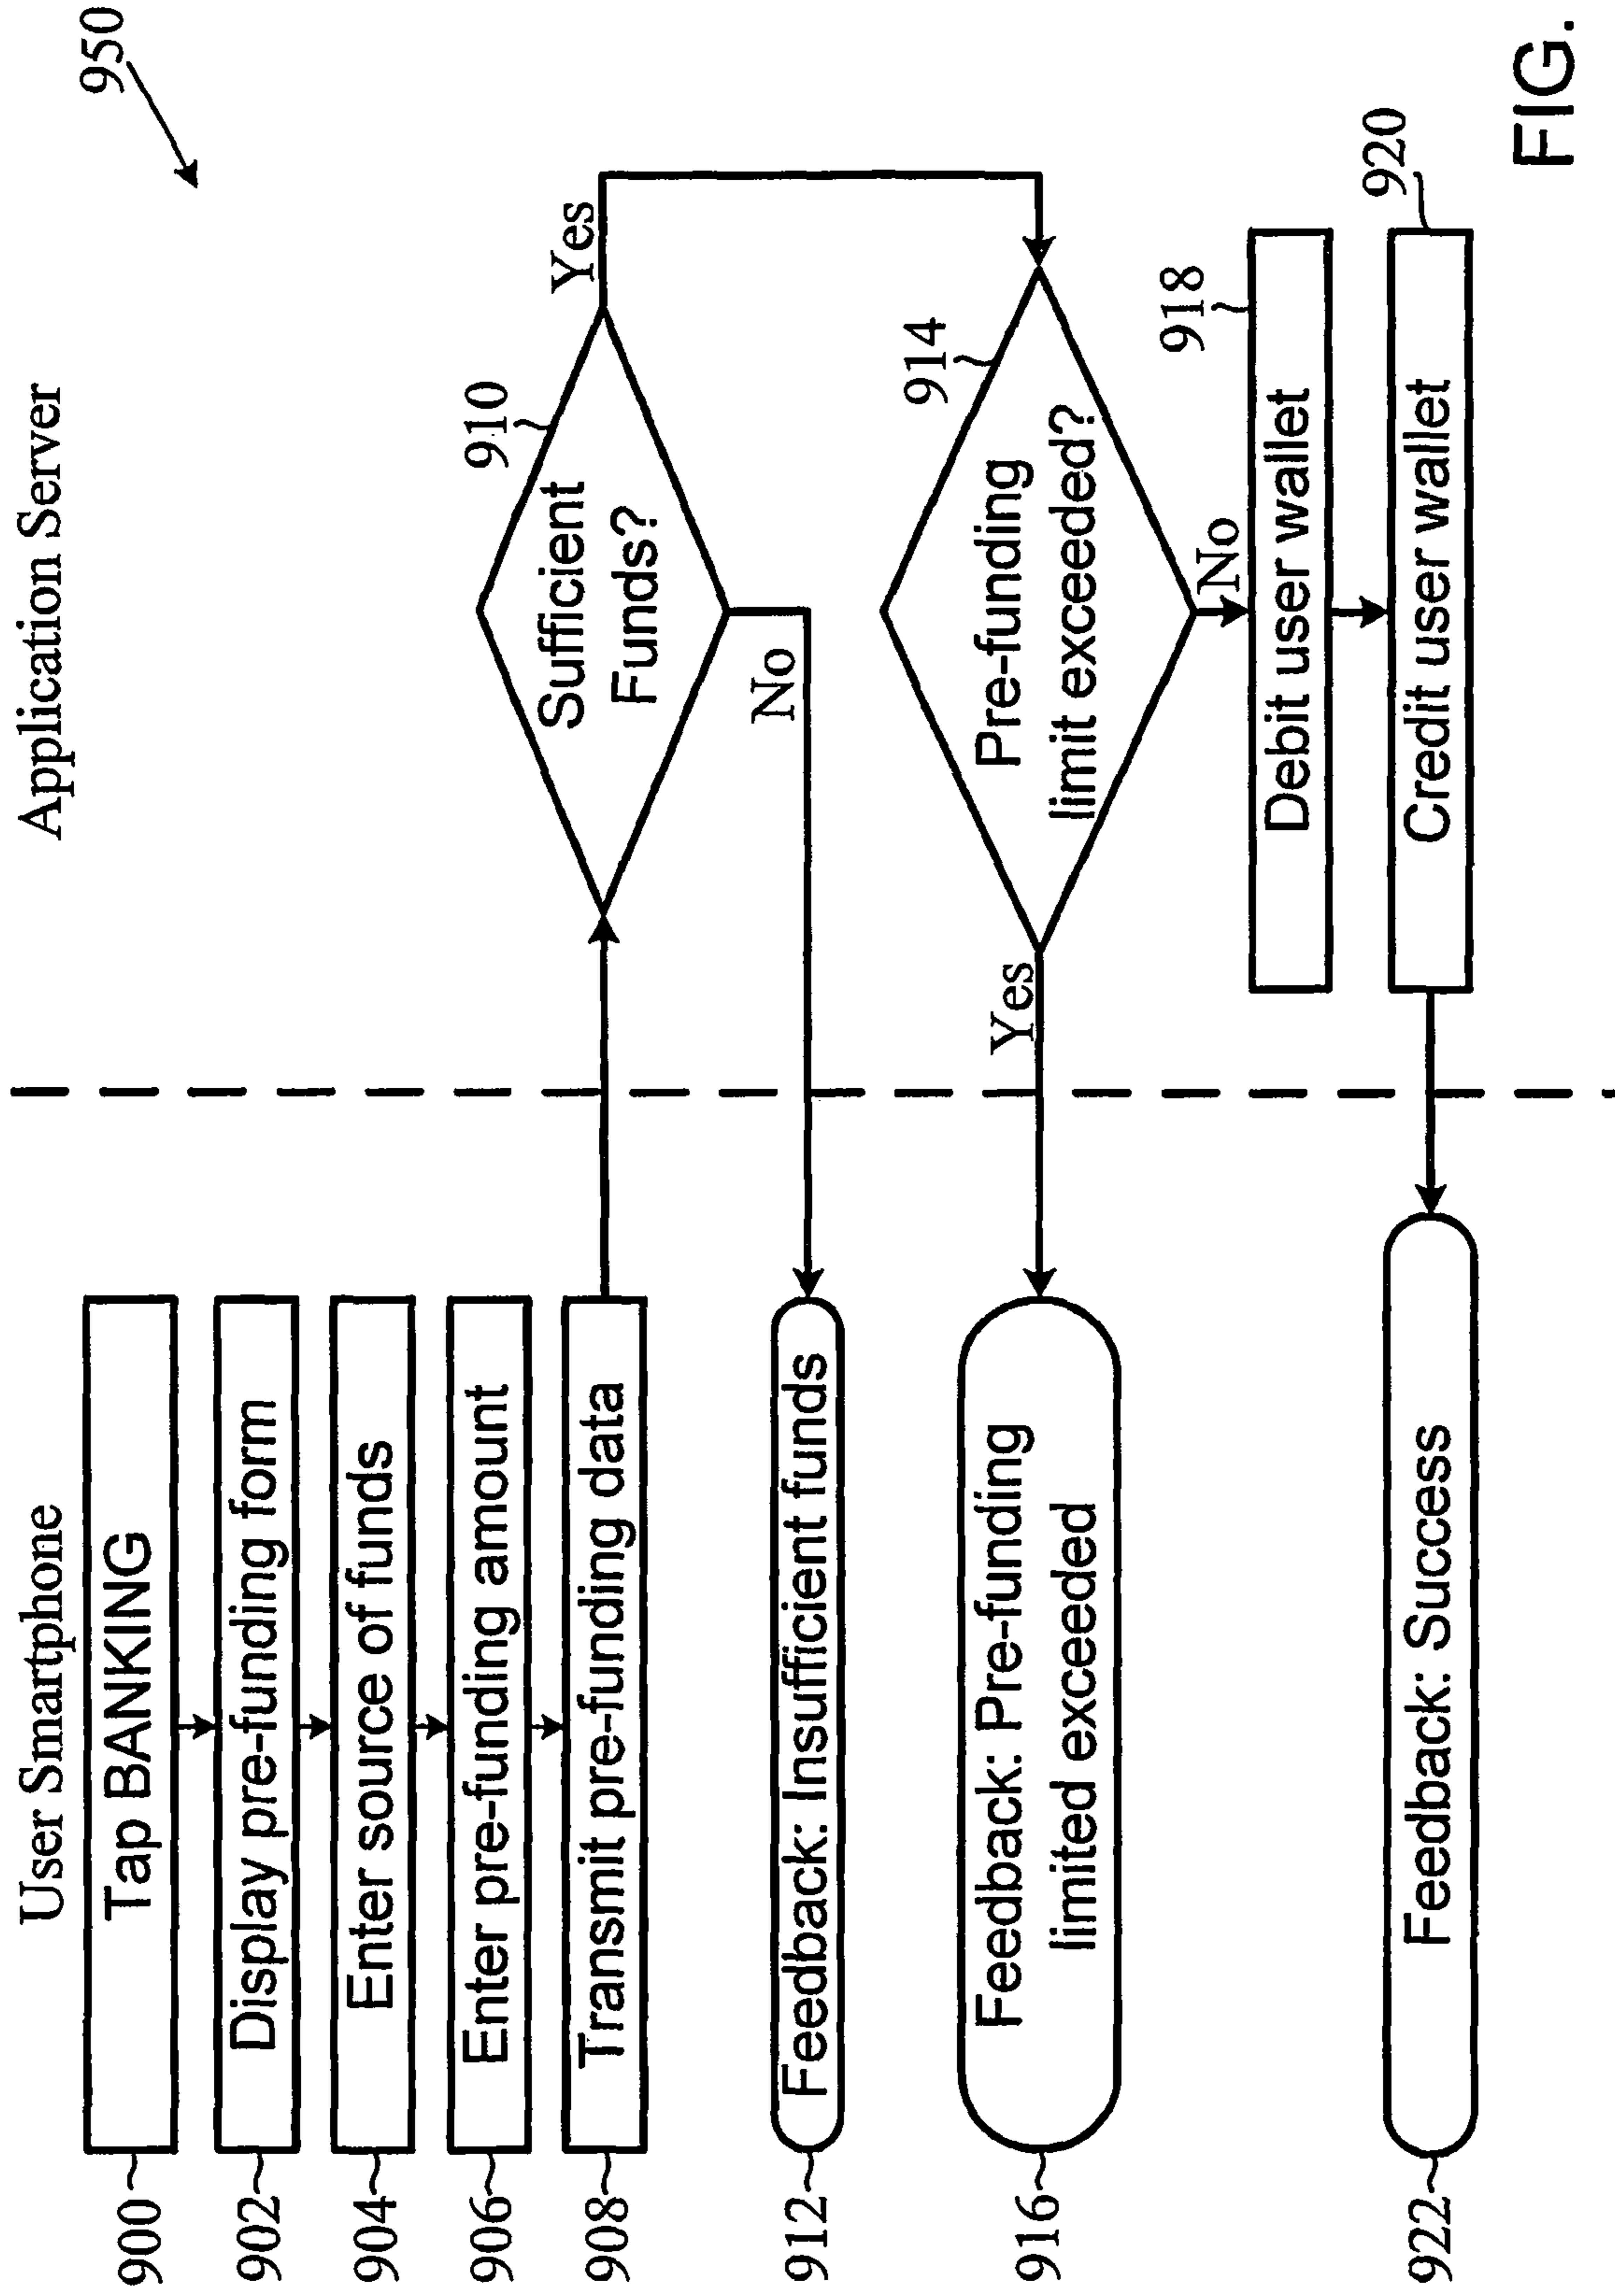 User Smartphone
Application Server
950
900
Tap BANKING
902
Display pre-funding form
904
Enter source of funds
906
Enter pre-funding amount
908
Transmit pre-funding data
910
Sufficient
Funds?
Yes
No
912
Feedback: Insufficient funds
914
Pre-funding
limit exceeded?
Yes
No
916
Feedback: Pre-funding
limited exceeded
918
Debit user wallet
920
Credit user wallet
922
Feedback: Success
FIG.